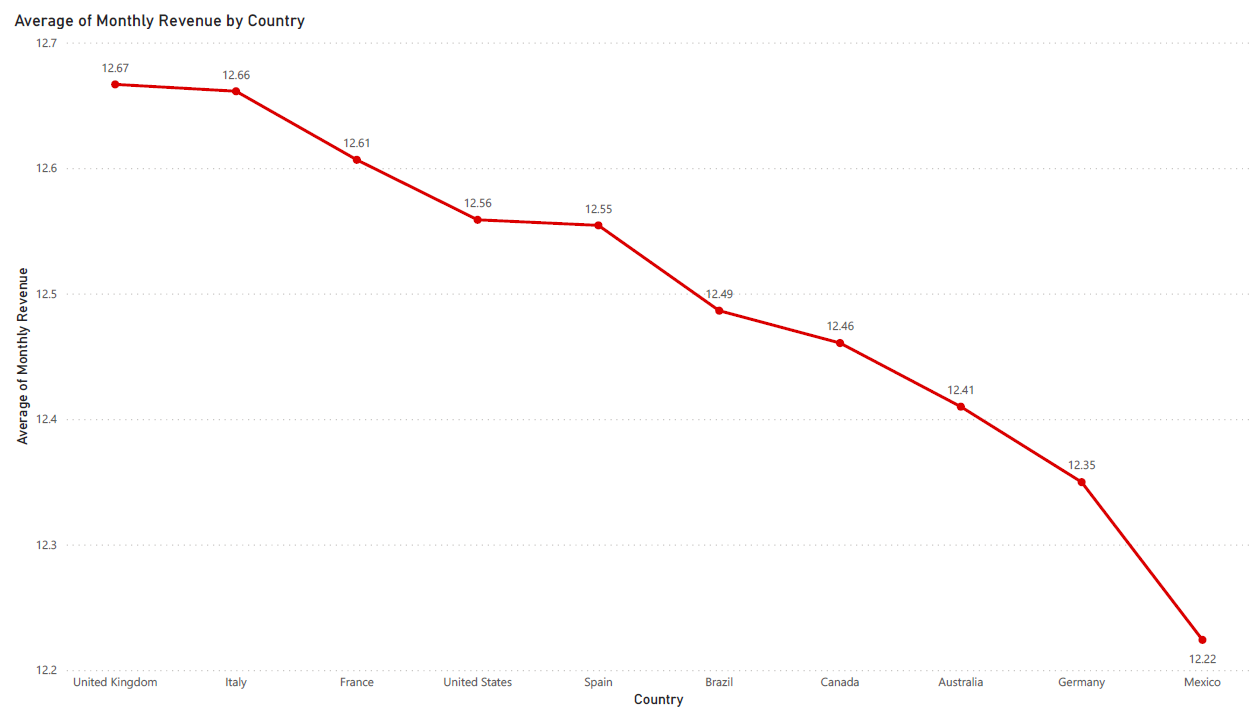 Average of Monthly Revenue by Country
Average of Monthly Revenue
12.7
12.6
12.5
12.4
12.3
12.2
12.67
12.66
12.61
12.56
12.55
12.49
12.46
12.41
12.35
12.22
United Kingdom
Italy
France
United States
Spain
Brazil
Canada
Australia
Germany
Mexico
Country